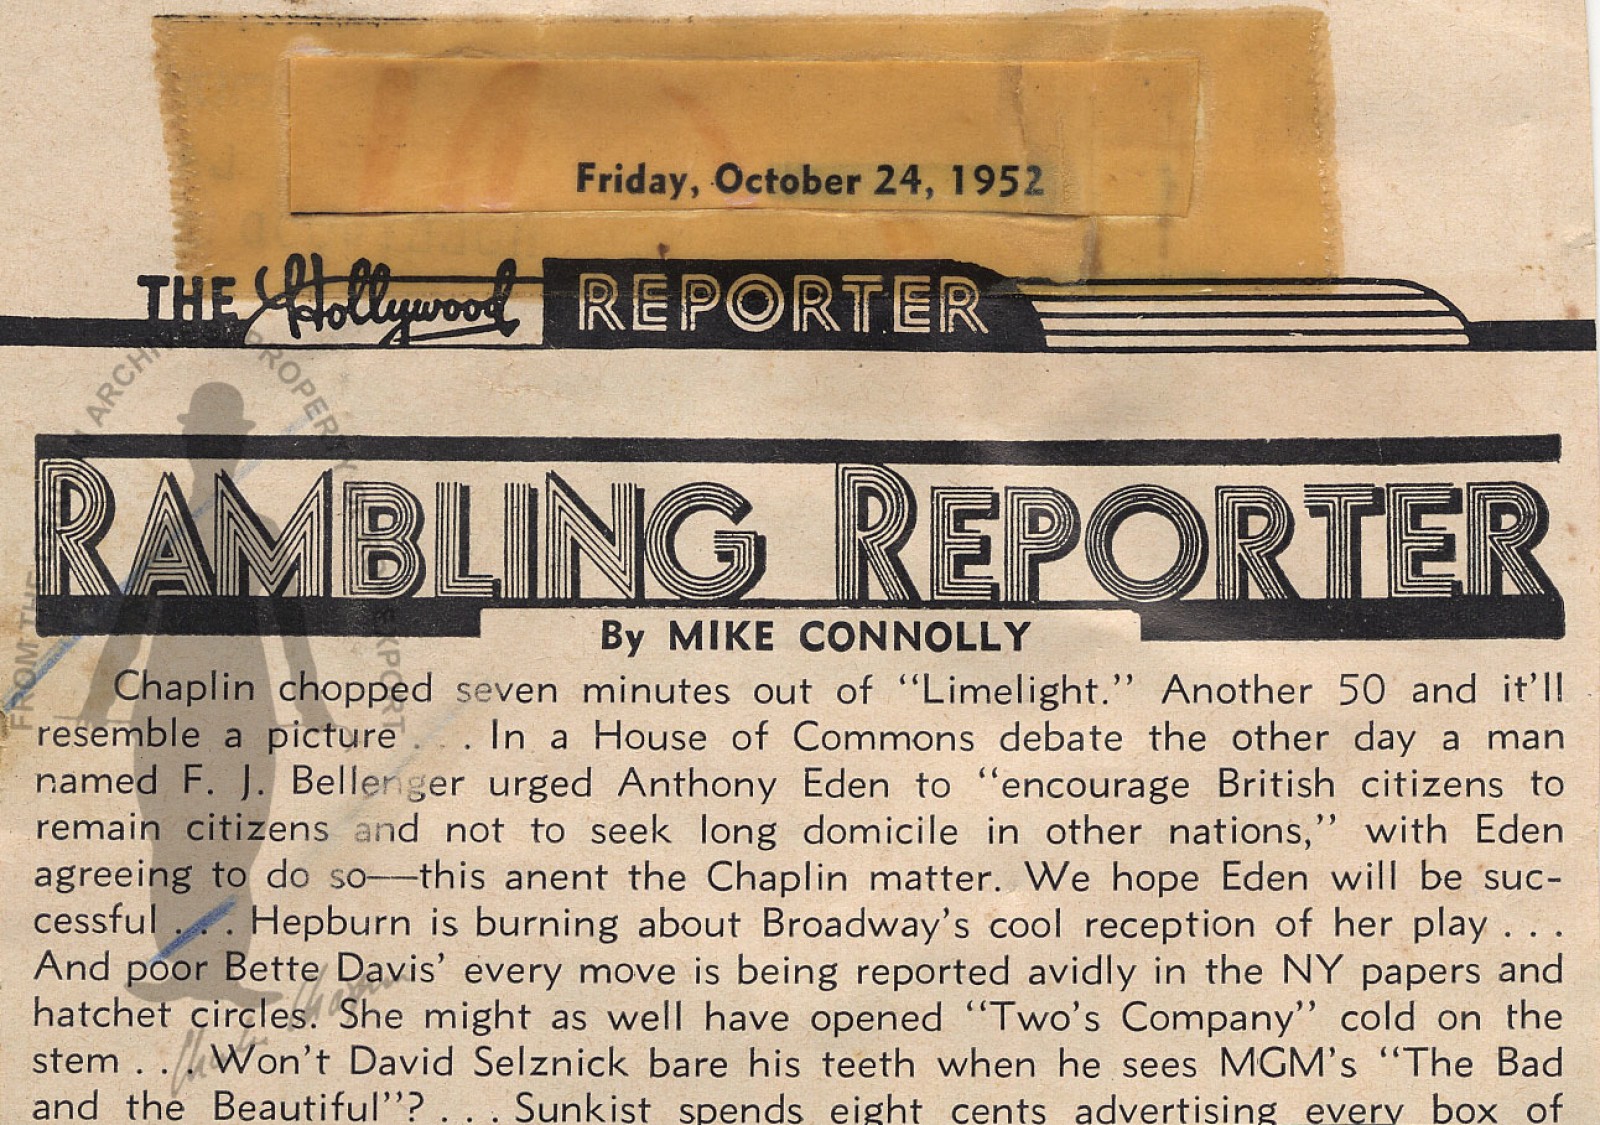 Friday, October 24, 1952
THE Hollywood REPORTER
RAMBLING REPORTER
By MIKE CONNOLLY
Chaplin chopped seven minutes out of “Limelight.” Another 50 and it’ll
resemble a picture . . . In a House of Commons debate the other day a man
named F. J. Bellenger urged Anthony Eden to “encourage British citizens to
remain citizens and not to seek long domicile in other nations,” with Eden
agreeing to do so—this anent the Chaplin matter. We hope Eden will be suc-
cessful . . . Hepburn is burning about Broadway’s cool reception of her play . . .
And poor Bette Davis’ every move is being reported avidly in the NY papers and
hatchet circles. She might as well have opened “Two’s Company” cold on the
stem . . . Won’t David Selznick bare his teeth when he sees MGM’s “The Bad
and the Beautiful”? . . . Sunkist spends eight cents advertising every box of
FROM THE ARCHIVES PROPERTY EXPORT